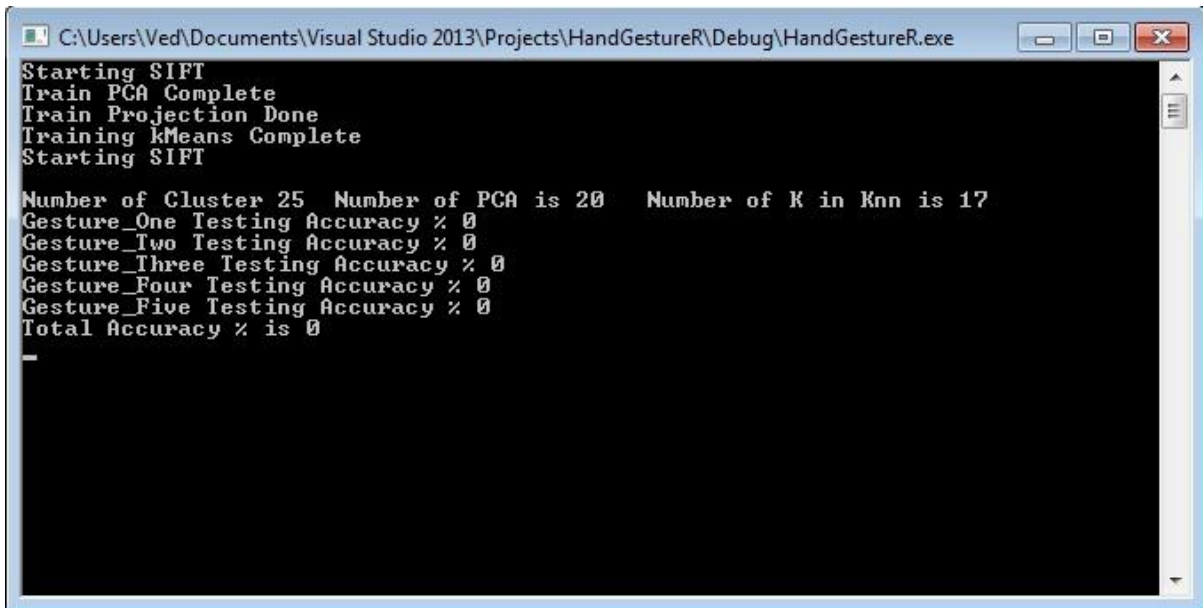 C:\Users\Ved\Documents\Visual Studio 2013\Projects\HandGestureR\Debug\HandGestureR.exe
Starting SIFT
Train PCA Complete
Train Projection Done
Training kMeans Complete
Starting SIFT
Number of Cluster 25  Number of PCA is 20   Number of K in Knn is 17
Gesture_One Testing Accuracy % 0
Gesture_Two Testing Accuracy % 0
Gesture_Three Testing Accuracy % 0
Gesture_Four Testing Accuracy % 0
Gesture_Five Testing Accuracy % 0
Total Accuracy % is 0